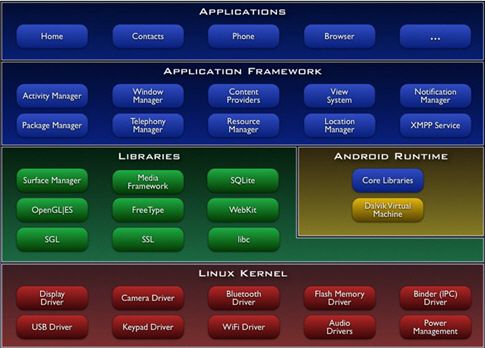 APPLICATIONS
Home Contacts Phone Browser ...
APPLICATION FRAMEWORK
Activity Manager Window Manager Content Providers View System Notification Manager
Package Manager Telephony Manager Resource Manager Location Manager XMPP Service
LIBRARIES
Surface Manager Media Framework SQLite
OpenGL|ES FreeType WebKit
SGL SSL libc
ANDROID RUNTIME
Core Libraries
Dalvik Virtual Machine
LINUX KERNEL
Display Driver Camera Driver Bluetooth Driver Flash Memory Driver Binder (IPC) Driver
USB Driver Keypad Driver WiFi Driver Audio Drivers Power Management